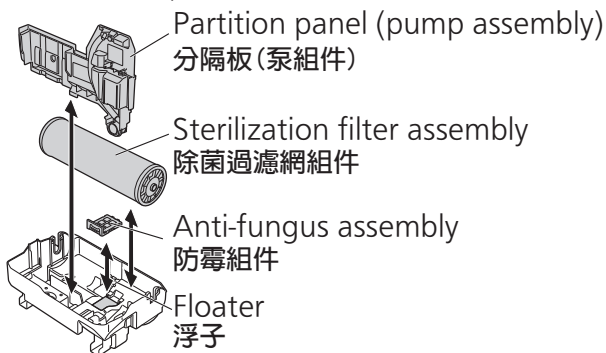 Partition panel (pump assembly)
分隔板(泵組件)
Sterilization filter assembly
除菌過濾網組件
Anti-fungus assembly
防霉組件
Floater
浮子